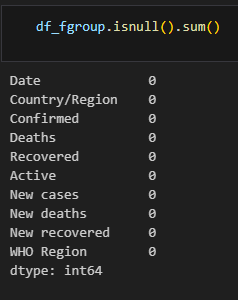 df_fgroup.isnull().sum()
Date 0
Country/Region 0
Confirmed 0
Deaths 0
Recovered 0
Active 0
New cases 0
New deaths 0
New recovered 0
WHO Region 0
dtype: int64